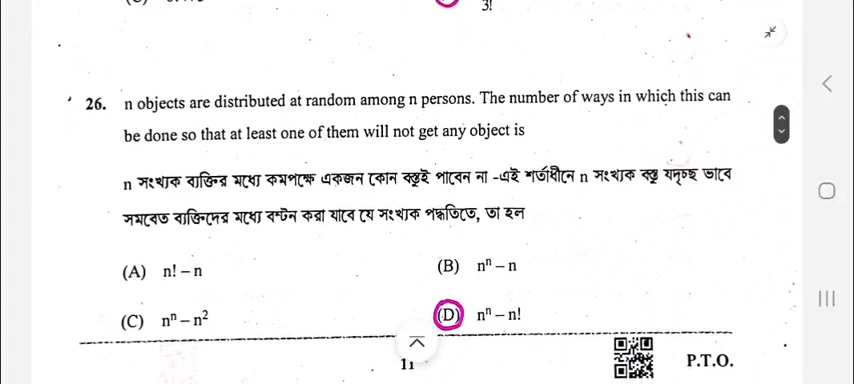 3!
26. n objects are distributed at random among n persons. The number of ways in which this can
be done so that at least one of them will not get any object is
n সংখ্যক ব্যক্তির মধ্যে কমপক্ষে একজন কোন বস্তুই পাবেন না -এই শর্তাধীনে n সংখ্যক বস্তু যদৃচ্ছ ভাবে
সমবেত ব্যক্তিদের মধ্যে বণ্টন করা যাবে যে সংখ্যক পদ্ধতিতে, তা হল
(A) n! – n
(B) nⁿ – n
(C) nⁿ – n²
(D) nⁿ – n!
11
P.T.O.